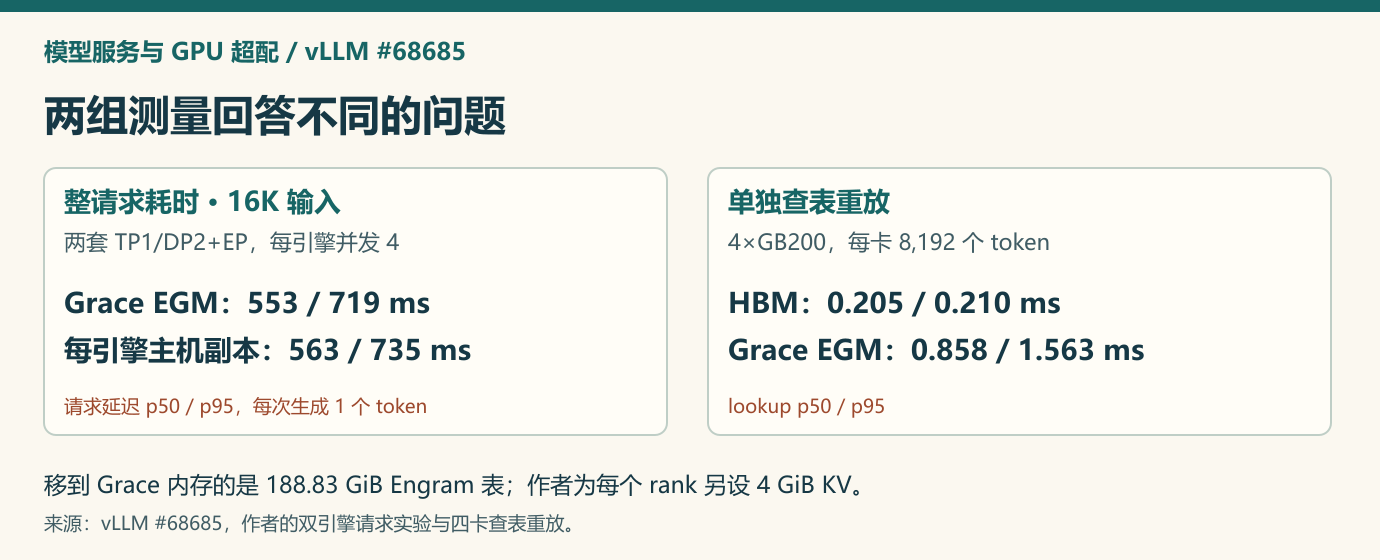 模型服务与 GPU 超配 / vLLM #68685
两组测量回答不同的问题
整请求耗时 • 16K 输入
两套 TP1/DP2+EP，每引擎并发 4
Grace EGM：553 / 719 ms
每引擎主机副本：563 / 735 ms
请求延迟 p50 / p95，每次生成 1 个 token
单独查表重放
4×GB200，每卡 8,192 个 token
HBM：0.205 / 0.210 ms
Grace EGM：0.858 / 1.563 ms
lookup p50 / p95
移到 Grace 内存的是 188.83 GiB Engram 表；作者为每个 rank 另设 4 GiB KV。
来源：vLLM #68685，作者的双引擎请求实验与四卡查表重放。